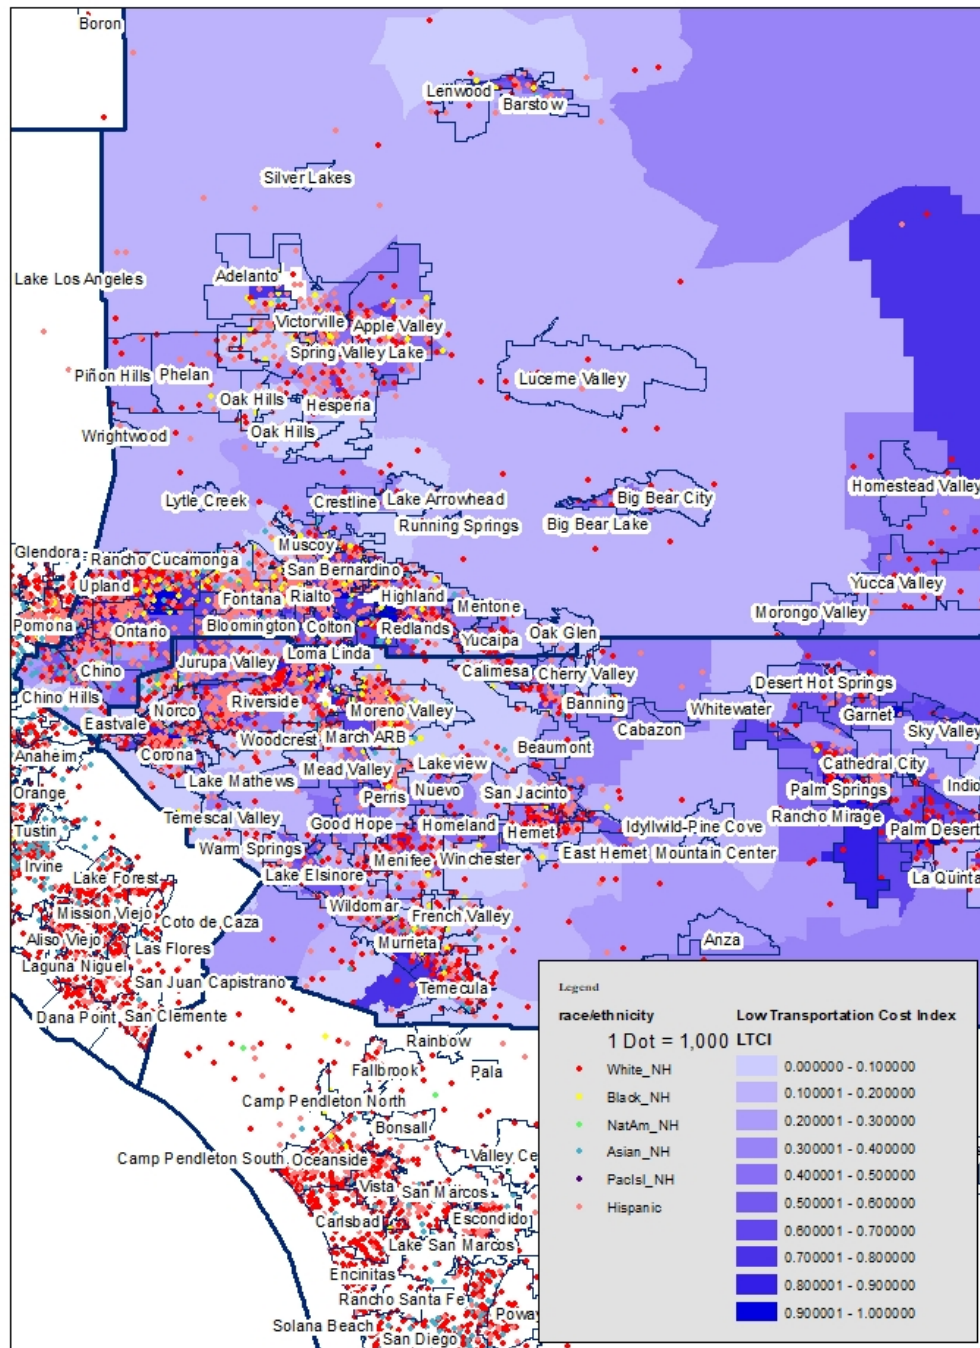 Boron
Lenwood
Barstow
Silver Lakes
Lake Los Angeles
Adelanto
Victorville
Apple Valley
Spring Valley Lake
Piñon Hills
Phelan
Lucerne Valley
Oak Hills
Hesperia
Wrightwood
Oak Hills
Lytle Creek
Crestline
Lake Arrowhead
Running Springs
Big Bear City
Big Bear Lake
Homestead Valley
Glendora
Rancho Cucamonga
Muscoy
San Bernardino
Upland
Fontana
Rialto
Highland
Mentone
Yucca Valley
Morongo Valley
Pomona
Ontario
Bloomington
Colton
Redlands
Yucaipa
Oak Glen
Loma Linda
Chino
Jurupa Valley
Calimesa
Cherry Valley
Desert Hot Springs
Chino Hills
Norco
Riverside
Moreno Valley
Banning
Whitewater
Garnet
Eastvale
Cabazon
Sky Valley
Anaheim
Corona
Woodcrest
March ARB
Beaumont
Lake Mathews
Mead Valley
Lakeview
Cathedral City
Orange
Perris
Nuevo
San Jacinto
Palm Springs
Indio
Temescal Valley
Good Hope
Homeland
Hemet
Idyllwild-Pine Cove
Rancho Mirage
Palm Desert
Tustin
Warm Springs
Menifee
Winchester
East Hemet
Mountain Center
Irvine
Lake Forest
Lake Elsinore
La Quinta
Mission Viejo
Coto de Caza
Wildomar
French Valley
Aliso Viejo
Las Flores
Murrieta
Anza
Laguna Niguel
San Juan Capistrano
Temecula
Dana Point
San Clemente
Rainbow
Fallbrook
Pala
Camp Pendleton North
Bonsall
Camp Pendleton South
Oceanside
Valley Ce
Vista
San Marcos
Carlsbad
Escondido
Lake San Marcos
Encinitas
Rancho Santa Fe
Solana Beach
Poway
San Diego
Legend
race/ethnicity
Low Transportation Cost Index
1 Dot = 1,000
LTCI
White_NH
Black_NH
NatAm_NH
Asian_NH
PacIsl_NH
Hispanic
0.000000 - 0.100000
0.100001 - 0.200000
0.200001 - 0.300000
0.300001 - 0.400000
0.400001 - 0.500000
0.500001 - 0.600000
0.600001 - 0.700000
0.700001 - 0.800000
0.800001 - 0.900000
0.900001 - 1.000000